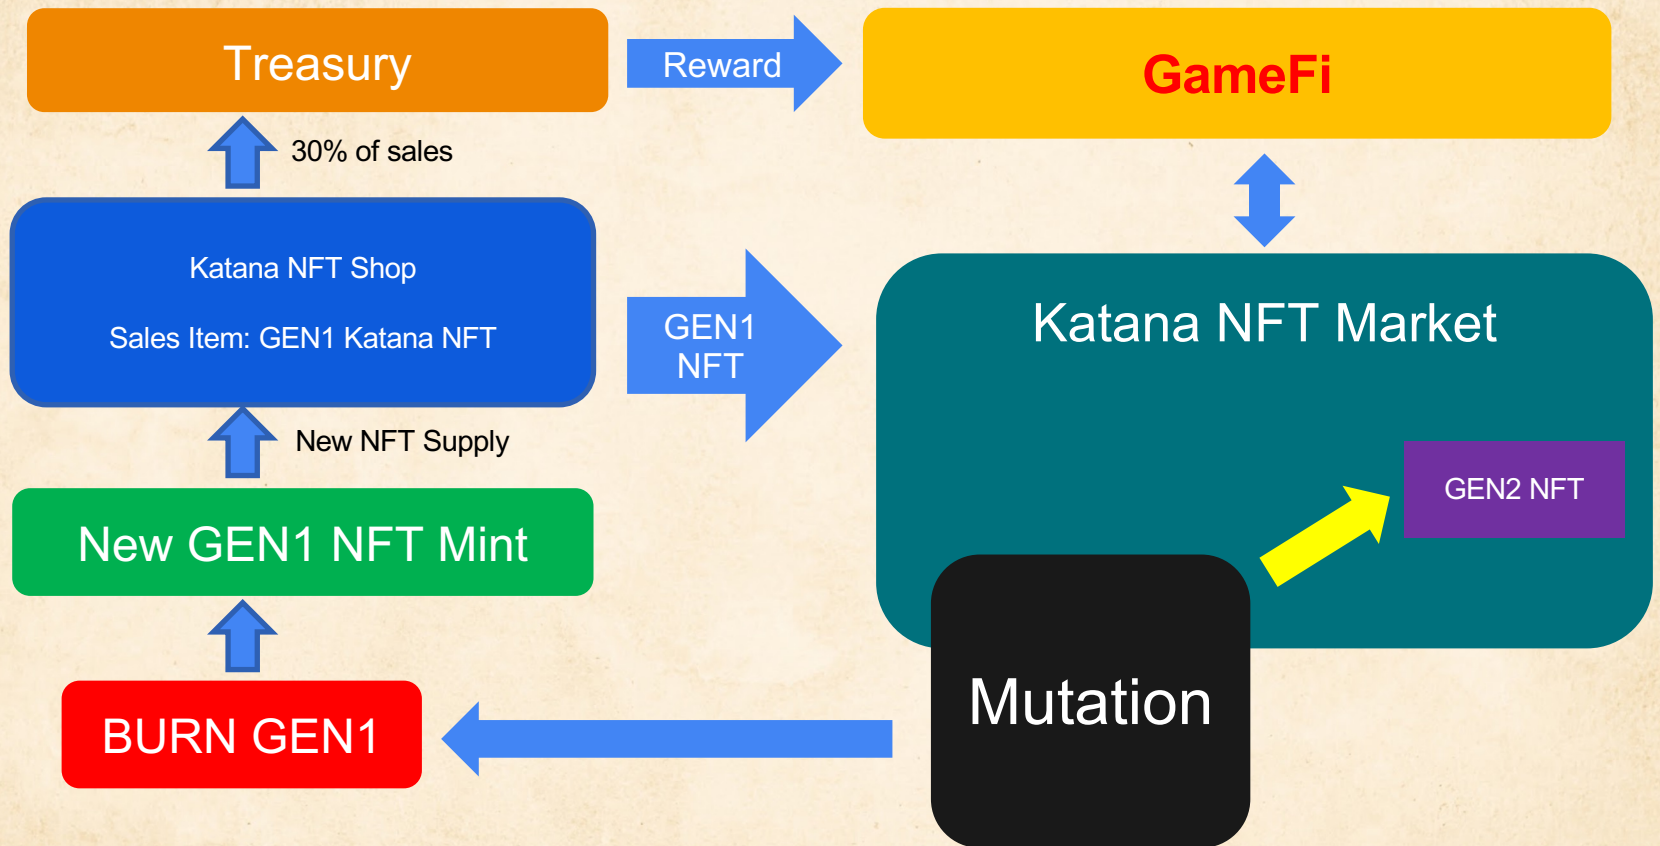 Treasury
Reward
GameFi
30% of sales
Katana NFT Shop
Sales Item: GEN1 Katana NFT
GEN1
NFT
Katana NFT Market
New NFT Supply
GEN2 NFT
New GEN1 NFT Mint
Mutation
BURN GEN1